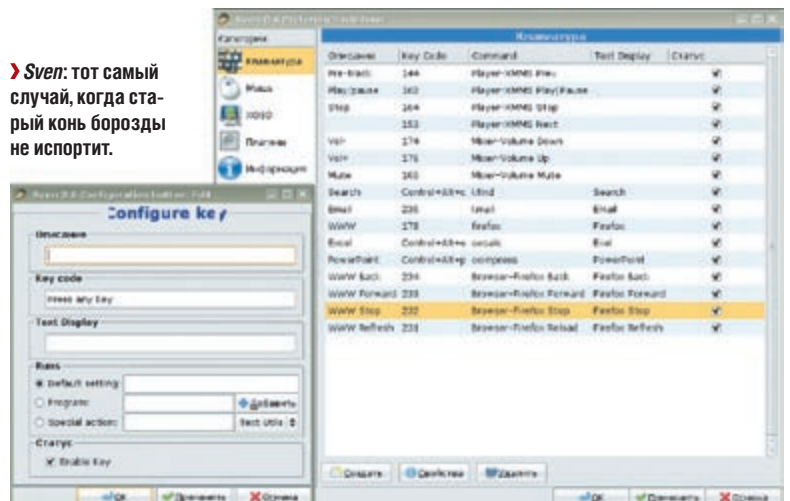 ❯ Sven: тот самый
случай, когда ста-
рый конь борозды
не испортит.
Категории
Клавиатура
Мышь
XOSD
Плагины
Информация
Клавиатура
Описание Key Code Command Text Display Статус
Pre-track 144 Player-XMMS Prev
Play/pause 162 Player-XMMS Play/Pause
Stop 164 Player-XMMS Stop
153 Player-XMMS Next
Vol- 174 Mixer-Volume Down
Vol+ 176 Mixer-Volume Up
Mute 160 Mixer-Volume Mute
Search Search
Email 236 Email
WWW 178 firefox Firefox
Excel oocalc
PowerPoint PowerPoint
WWW Back 234 Browser-Firefox Back Firefox Back
WWW Forward 233 Browser-Firefox Forward Firefox Forward
WWW Stop 232 Browser-Firefox Stop Firefox Stop
WWW Refresh 231 Browser-Firefox Reload Firefox Refresh
Создать Свойства Удалить
OK Применить Отмена
Configure key
Описание
Key code
Press any key
Text Display
Runs
Default setting:
Program: Добавить
Special action: Text Utils
Статус
Enable Key
OK Применить Отмена